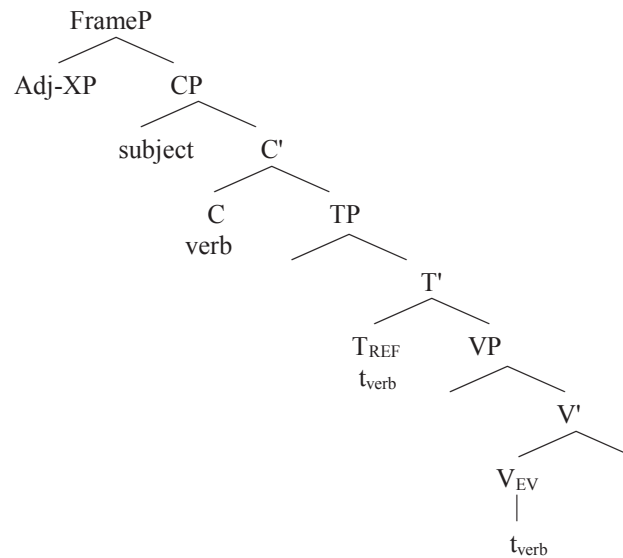 FrameP
Adj-XP CP
subject C'
C TP
verb
T'
T_REF VP
t_verb
V'
V_EV
t_verb